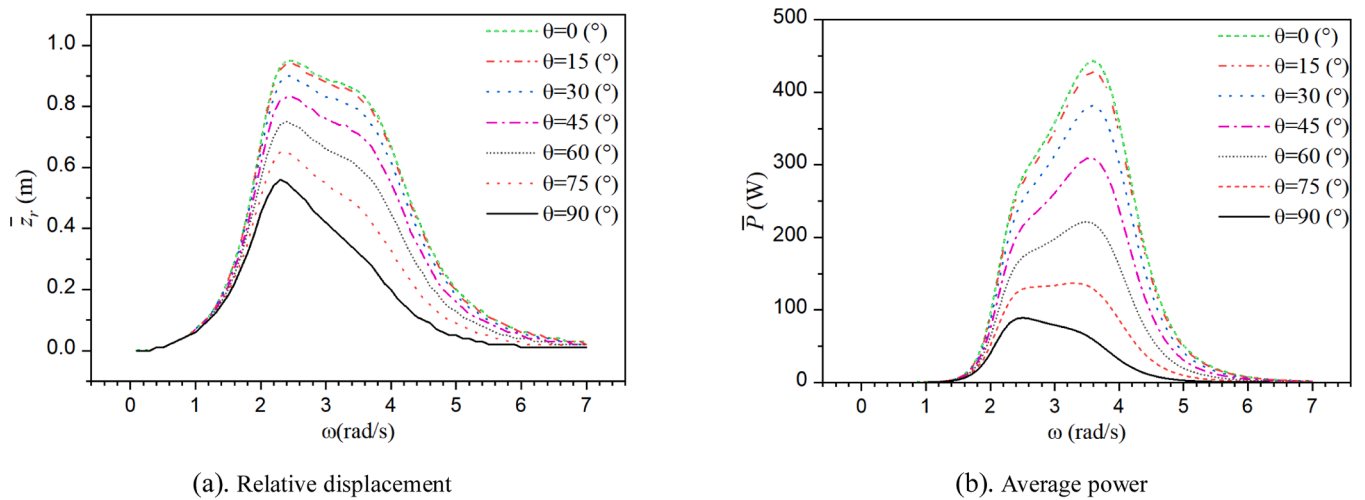 1.0
0.8
0.6
0.4
0.2
0.0
z̄r (m)
θ=0 (°)
θ=15 (°)
θ=30 (°)
θ=45 (°)
θ=60 (°)
θ=75 (°)
θ=90 (°)
0 1 2 3 4 5 6 7
ω(rad/s)
(a). Relative displacement
500
400
300
200
100
0
P̄ (W)
θ=0 (°)
θ=15 (°)
θ=30 (°)
θ=45 (°)
θ=60 (°)
θ=75 (°)
θ=90 (°)
0 1 2 3 4 5 6 7
ω (rad/s)
(b). Average power